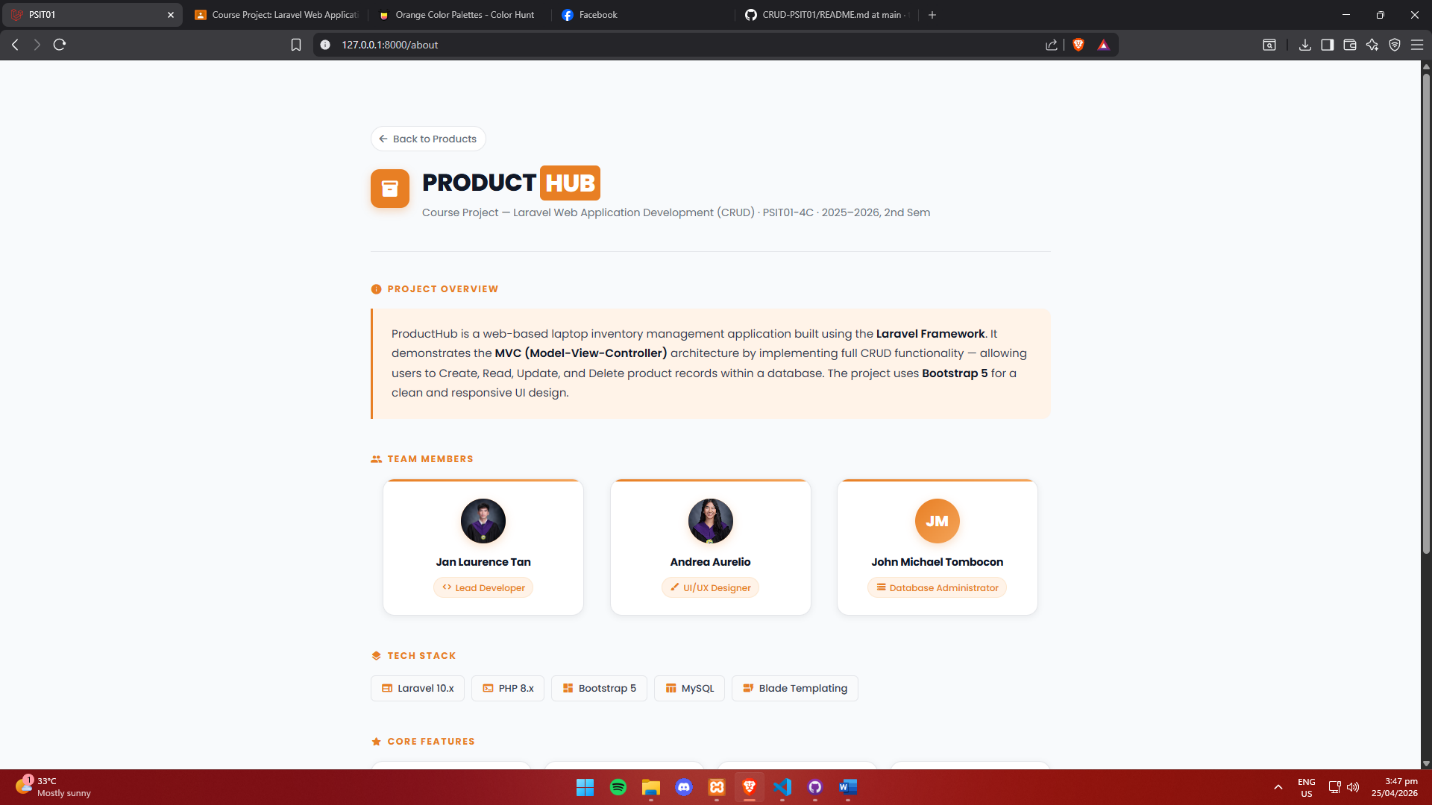 PSIT01
Course Project: Laravel Web Applicati
Orange Color Palettes - Color Hunt
Facebook
CRUD-PSIT01/README.md at main ·
127.0.0.1:8000/about
Back to Products
PRODUCT HUB
Course Project — Laravel Web Application Development (CRUD) · PSIT01-4C · 2025–2026, 2nd Sem
PROJECT OVERVIEW
ProductHub is a web-based laptop inventory management application built using the Laravel Framework. It
demonstrates the MVC (Model-View-Controller) architecture by implementing full CRUD functionality — allowing
users to Create, Read, Update, and Delete product records within a database. The project uses Bootstrap 5 for a
clean and responsive UI design.
TEAM MEMBERS
Jan Laurence Tan
Lead Developer
Andrea Aurelio
UI/UX Designer
JM
John Michael Tombocon
Database Administrator
TECH STACK
Laravel 10.x
PHP 8.x
Bootstrap 5
MySQL
Blade Templating
CORE FEATURES
1
33°C
Mostly sunny
ENG
US
3:47 pm
25/04/2026